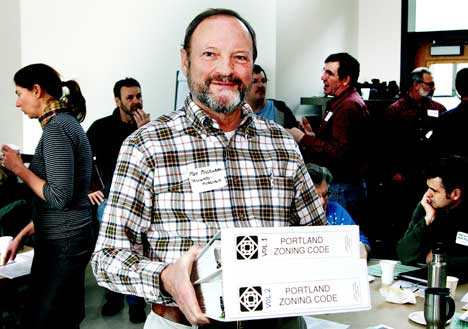 VOL. 1
PORTLAND
ZONING CODE
VOL. 2
PORTLAND
ZONING CODE